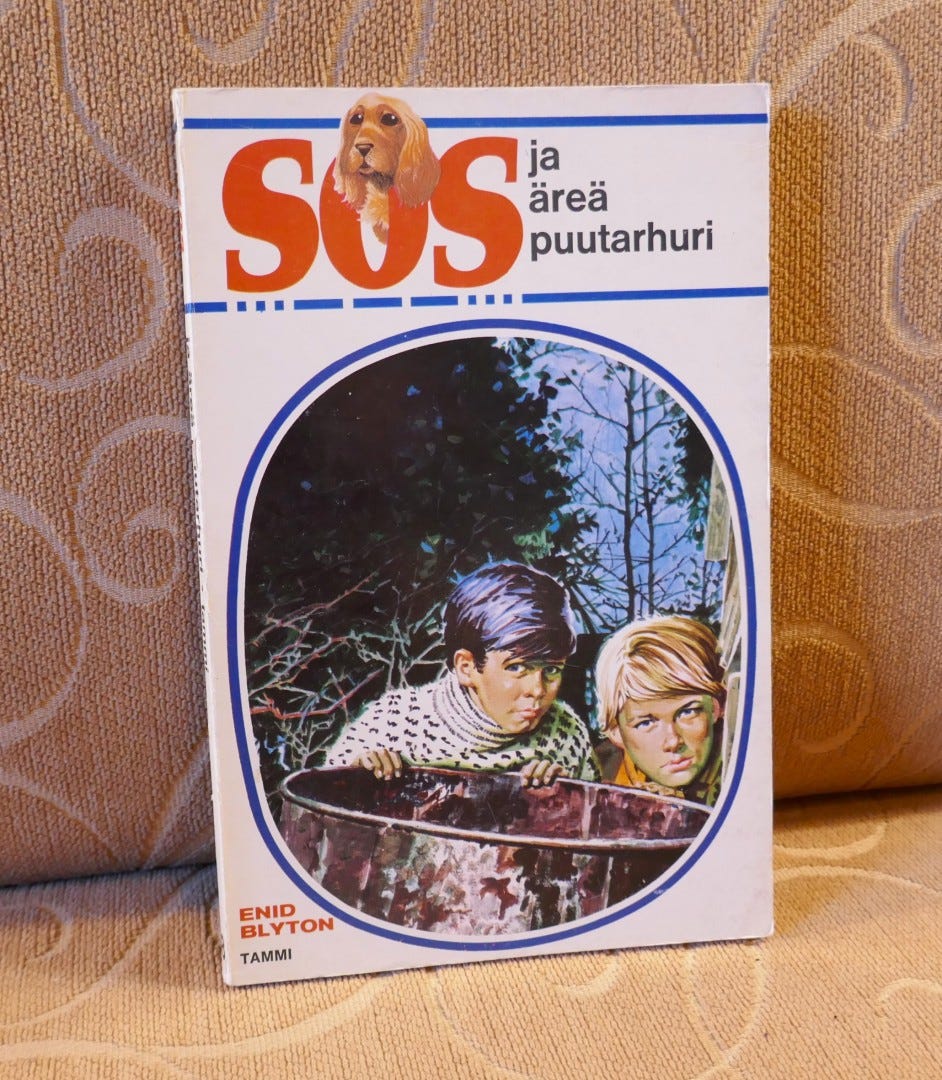 SOS
ja
äreä
puutarhuri
ENID
BLYTON
TAMMI